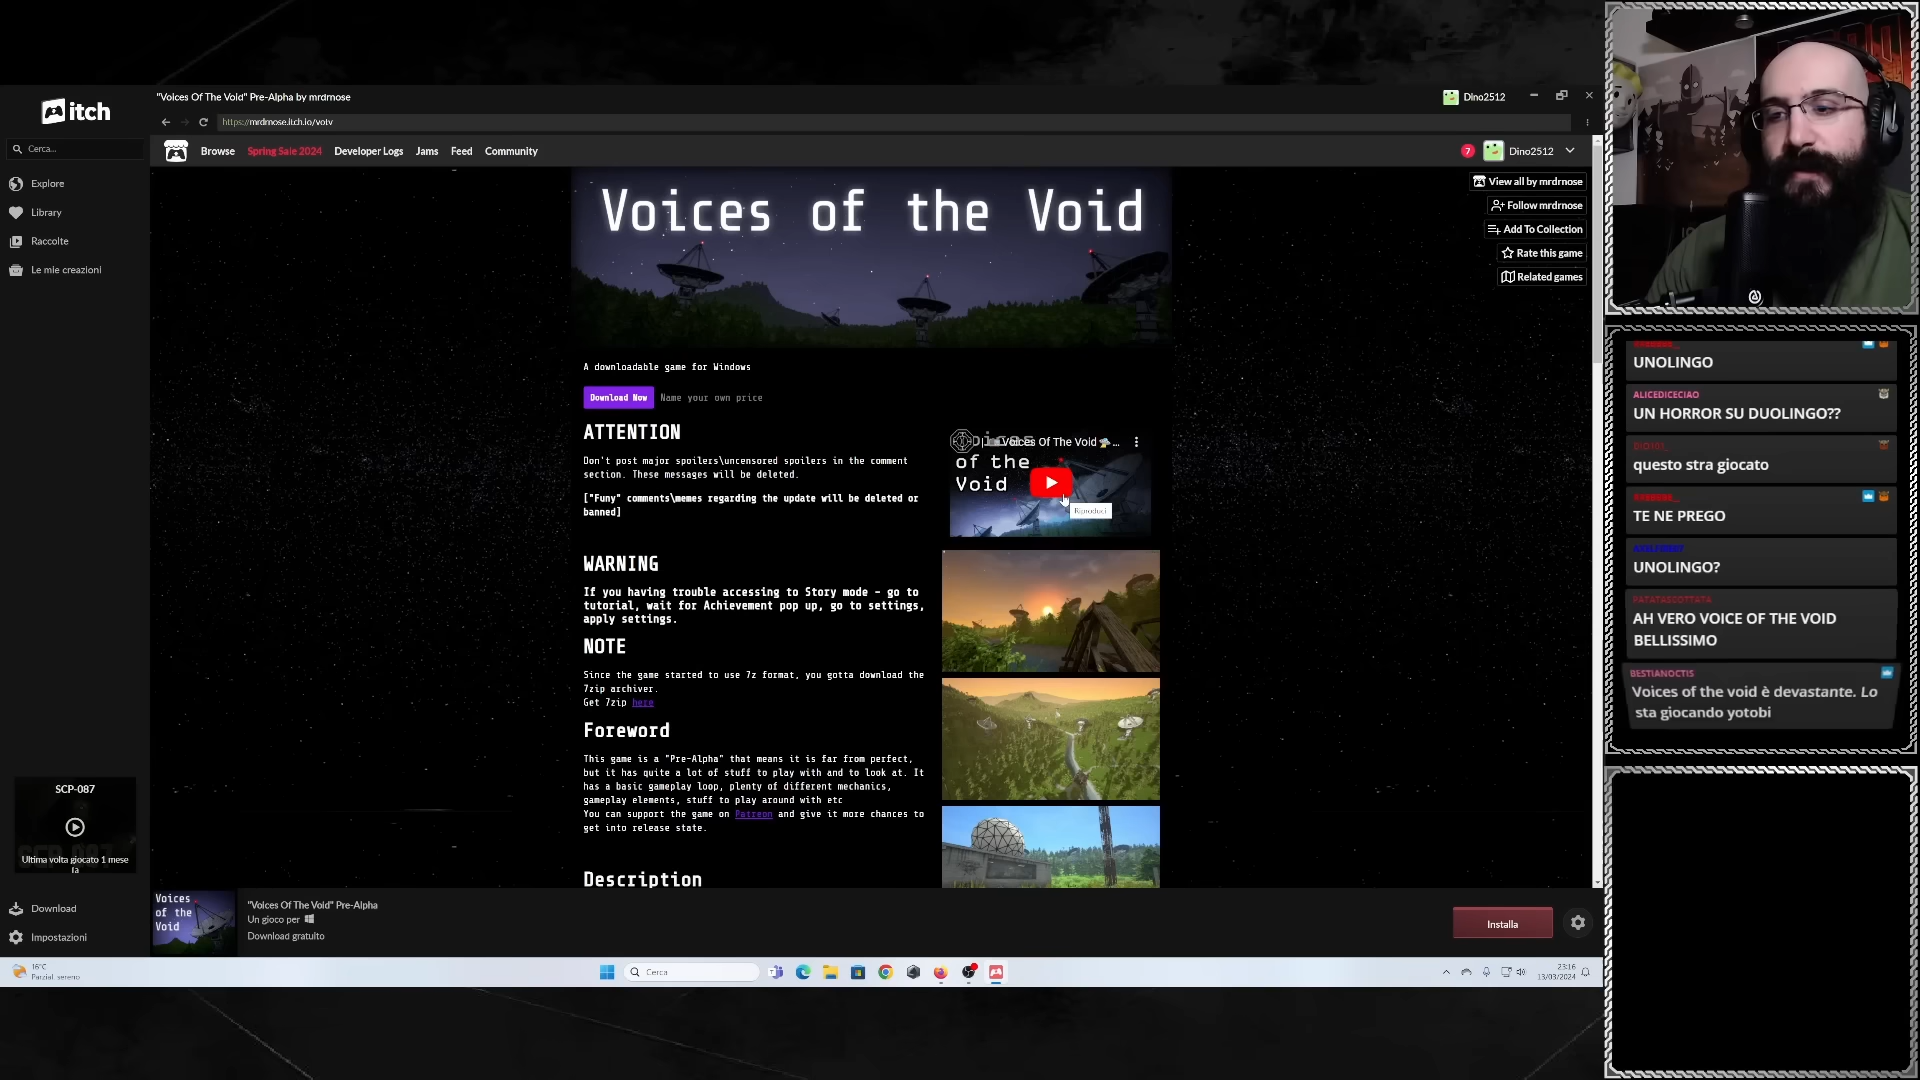 itch
"Voices Of The Void" Pre-Alpha by mrdrnose
Dino2512
https://mrdrnose.itch.io/votv
Cerca...
Explore
Library
Raccolte
Le mie creazioni
Browse
Spring Sale 2024
Developer Logs
Jams
Feed
Community
7
Dino2512
View all by mrdrnose
Follow mrdrnose
Add To Collection
Rate this game
Related games
Voices of the Void
A downloadable game for Windows
Download Now
Name your own price
ATTENTION
Don't post major spoilers\uncensored spoilers in the comment
section. These messages will be deleted.
["Funy" comments\memes regarding the update will be deleted or
banned]
WARNING
If you having trouble accessing to Story mode - go to
tutorial, wait for Achievement pop up, go to settings,
apply settings.
NOTE
Since the game started to use 7z format, you gotta download the
7zip archiver.
Get 7zip here
Foreword
This game is a "Pre-Alpha" that means it is far from perfect,
but it has quite a lot of stuff to play with and to look at. It
has a basic gameplay loop, plenty of different mechanics,
gameplay elements, stuff to play around with etc
You can support the game on Patreon and give it more chances to
get into release state.
Description
Voices Of The Void
...
of the
Void
Riproduci
SCP-087
Ultima volta giocato 1 mese
fa
Download
Impostazioni
Voices
of the
Void
"Voices Of The Void" Pre-Alpha
Un gioco per
Download gratuito
Installa
16°C
Parzial. sereno
Cerca
23:16
13/03/2024
UNOLINGO
ALICEDICECIAO
UN HORROR SU DUOLINGO??
questo stra giocato
TE NE PREGO
UNOLINGO?
AH VERO VOICE OF THE VOID
BELLISSIMO
BESTIANOCTIS
Voices of the void è devastante. Lo
sta giocando yotobi